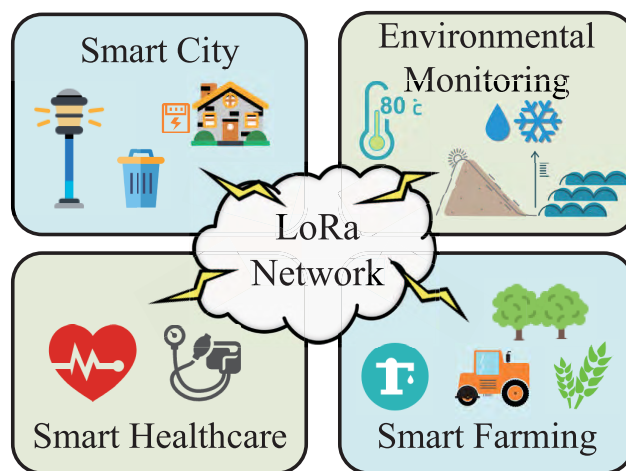 Smart City
Environmental
Monitoring
80 c
LoRa
Network
Smart Healthcare
Smart Farming